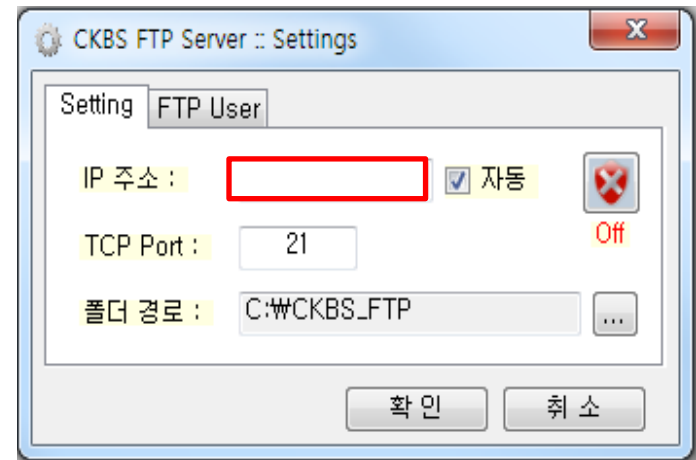 CKBS FTP Server :: Settings
Setting FTP User
IP 주소 : 자동
Off
TCP Port : 21
폴더 경로 : C:₩CKBS_FTP ...
확 인 취 소